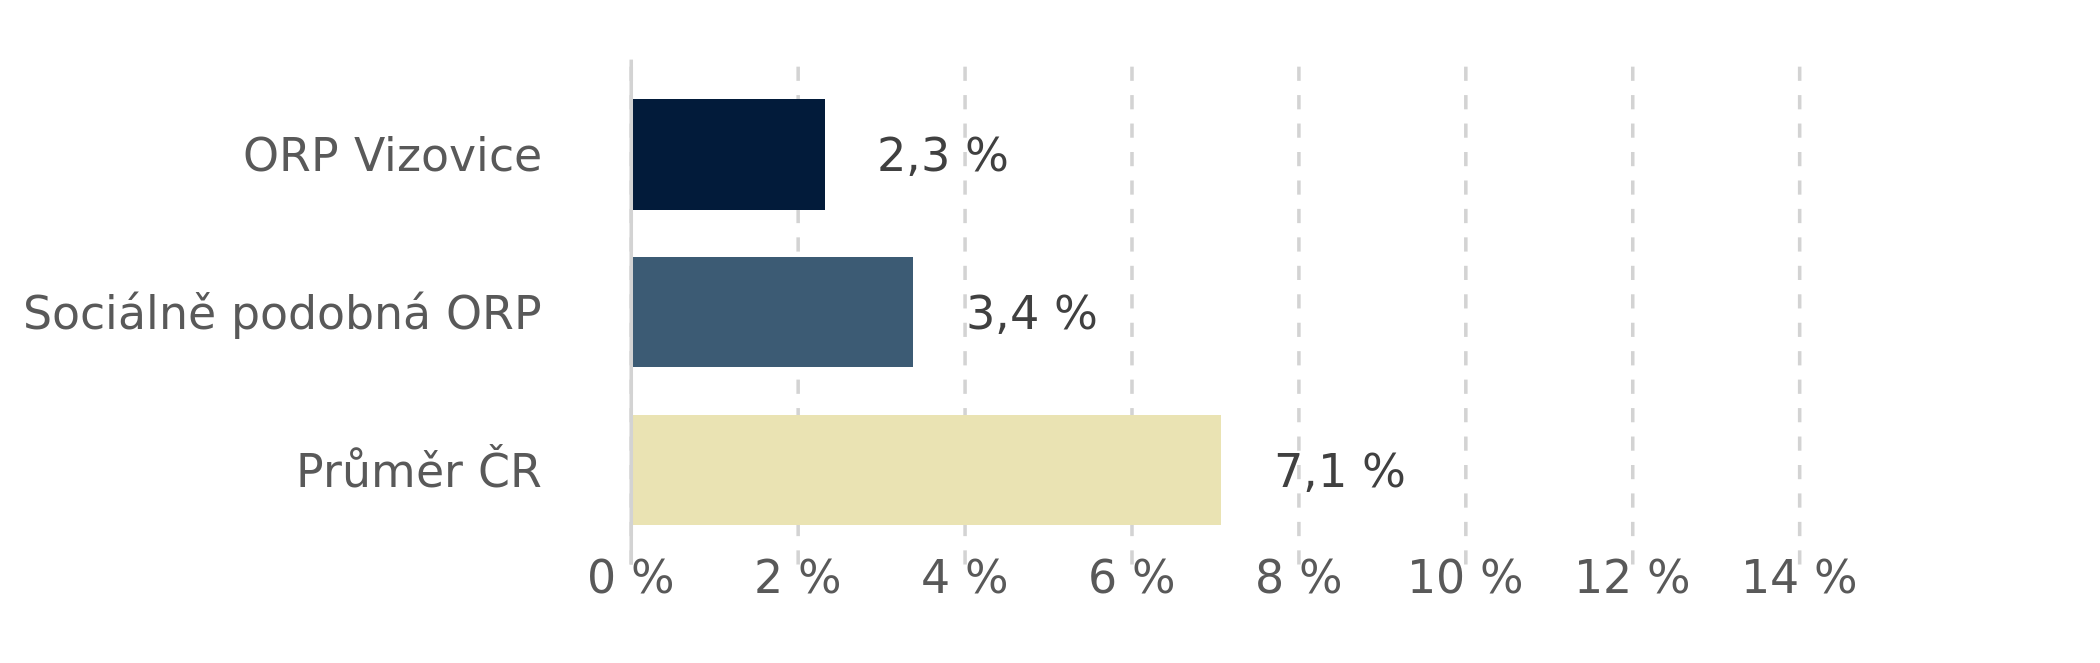 ORP Vizovice
2,3 %
Sociálně podobná ORP
3,4 %
Průměr ČR
7,1 %
0 % 2 % 4 % 6 % 8 % 10 % 12 % 14 %